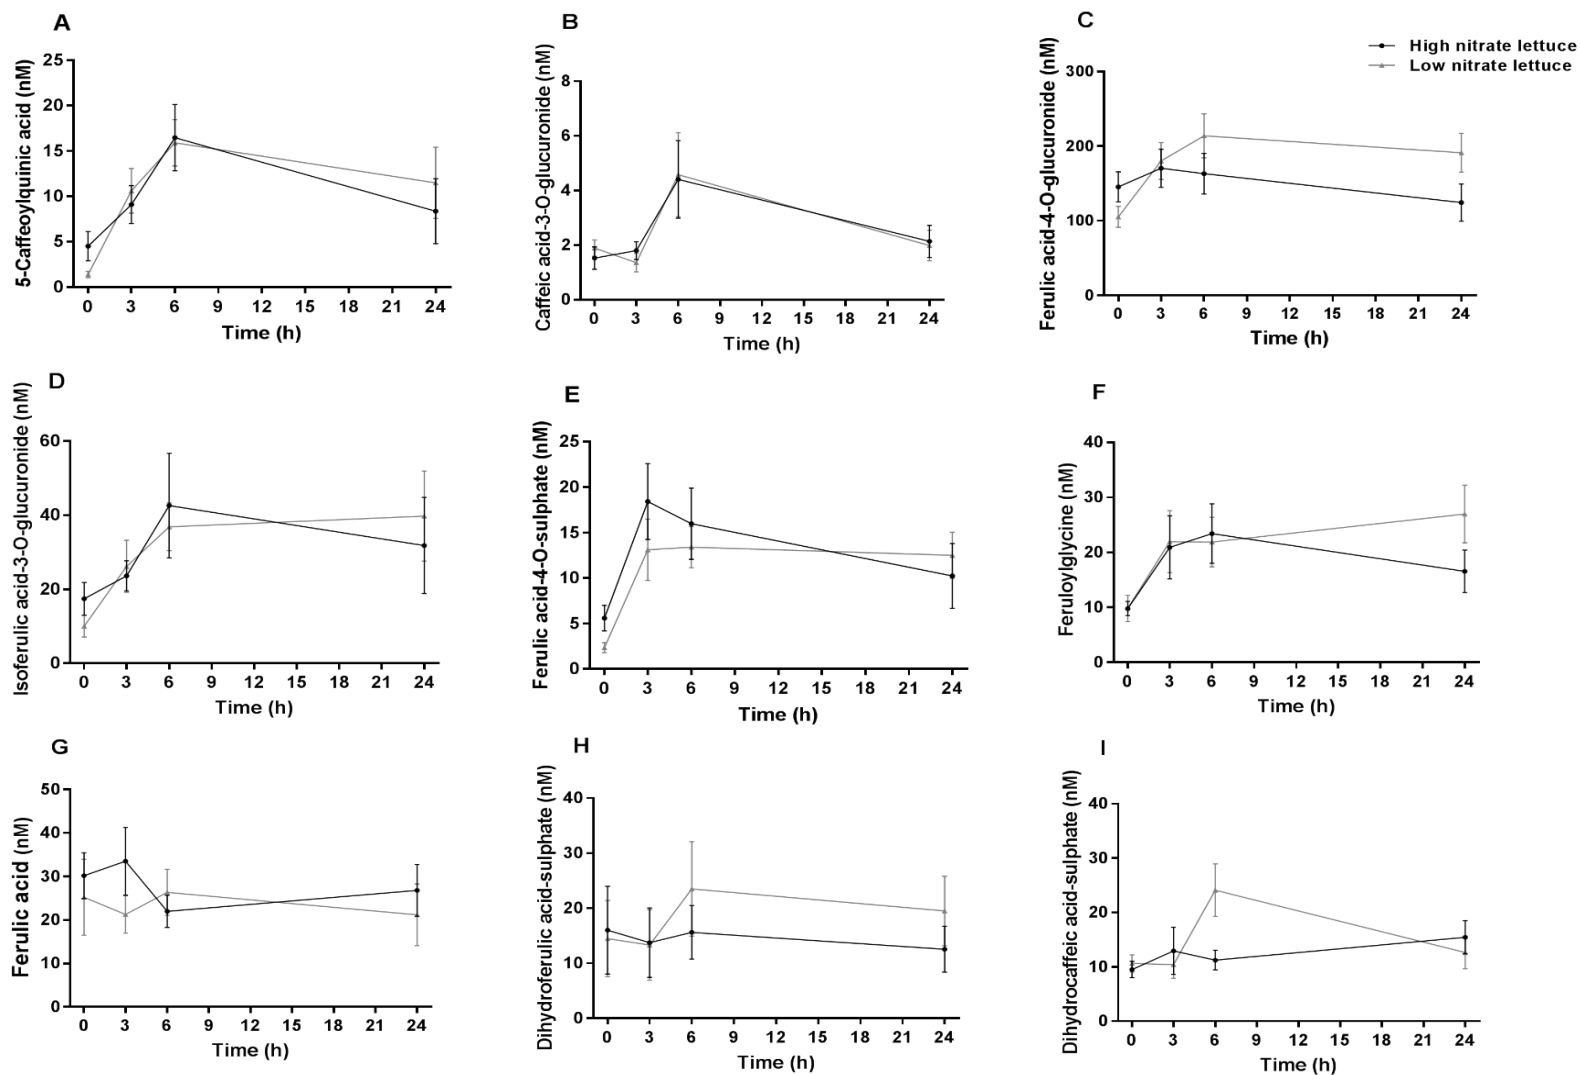 A
5-Caffeoylquinic acid (nM)
25
20
15
10
5
0
0 3 6 9 12 15 18 21 24
Time (h)
B
Caffeic acid-3-O-glucuronide (nM)
8
6
4
2
0
0 3 6 9 12 15 18 21 24
Time (h)
C
High nitrate lettuce
Low nitrate lettuce
Ferulic acid-4-O-glucuronide (nM)
300
200
100
0
0 3 6 9 12 15 18 21 24
Time (h)
D
Isoferulic acid-3-O-glucuronide (nM)
60
40
20
0
0 3 6 9 12 15 18 21 24
Time (h)
E
Ferulic acid-4-O-sulphate (nM)
25
20
15
10
5
0
0 3 6 9 12 15 18 21 24
Time (h)
F
Feruloylglycine (nM)
40
30
20
10
0
0 3 6 9 12 15 18 21 24
Time (h)
G
Ferulic acid (nM)
50
40
30
20
10
0
0 3 6 9 12 15 18 21 24
Time (h)
H
Dihydroferulic acid-sulphate (nM)
40
30
20
10
0
0 3 6 9 12 15 18 21 24
Time (h)
I
Dihydrocaffeic acid-sulphate (nM)
40
30
20
10
0
0 3 6 9 12 15 18 21 24
Time (h)